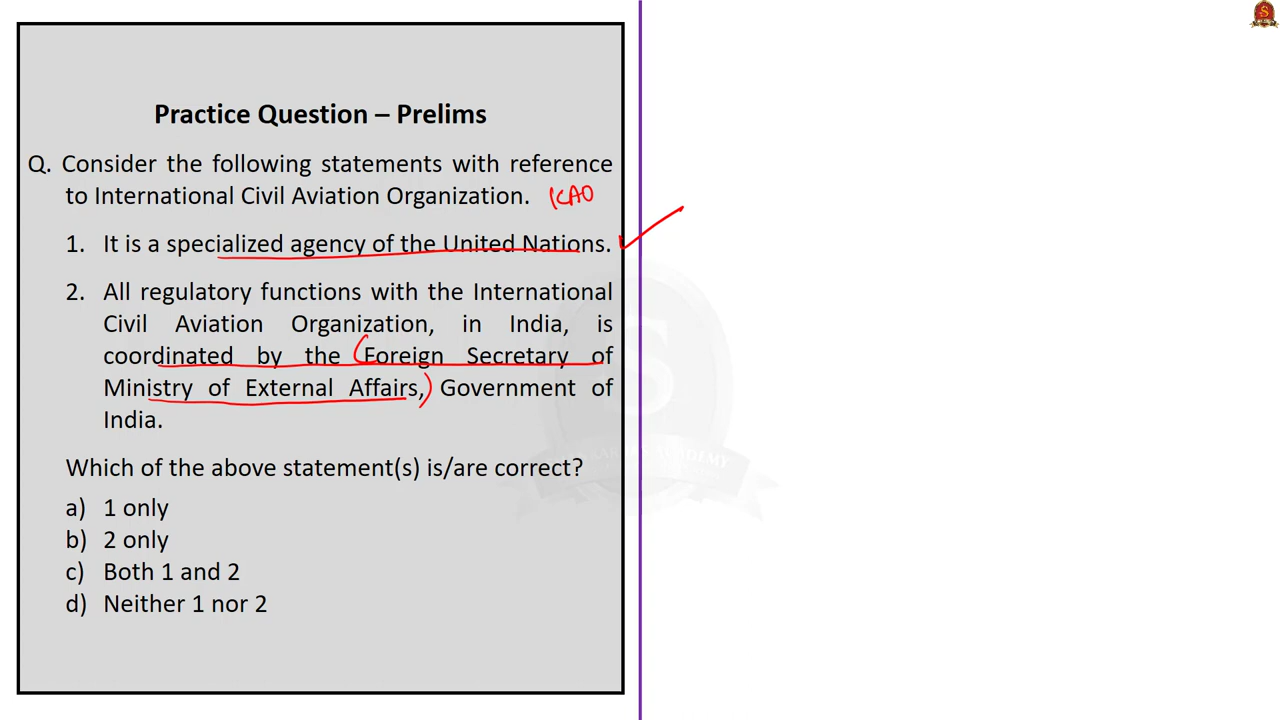 Practice Question – Prelims
Q. Consider the following statements with reference
to International Civil Aviation Organization. ICAO
1. It is a specialized agency of the United Nations.
2. All regulatory functions with the International
Civil Aviation Organization, in India, is
coordinated by the (Foreign Secretary of
Ministry of External Affairs,) Government of
India.
Which of the above statement(s) is/are correct?
a) 1 only
b) 2 only
c) Both 1 and 2
d) Neither 1 nor 2